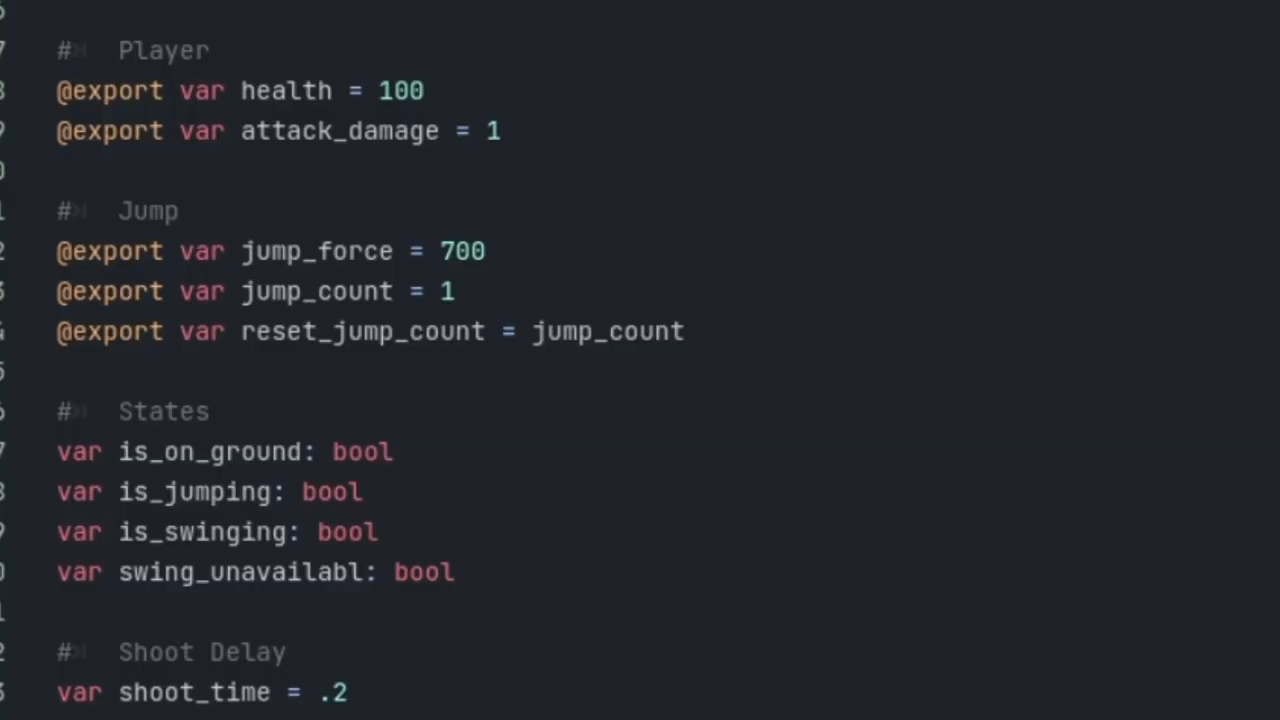 # Player
@export var health = 100
@export var attack_damage = 1
# Jump
@export var jump_force = 700
@export var jump_count = 1
@export var reset_jump_count = jump_count
# States
var is_on_ground: bool
var is_jumping: bool
var is_swinging: bool
var swing_unavailabl: bool
# Shoot Delay
var shoot_time = .2